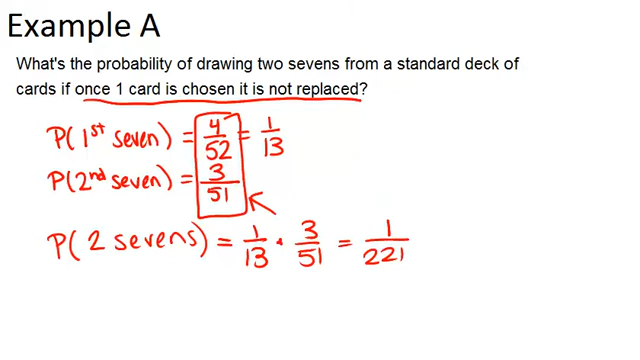 Example A
What's the probability of drawing two sevens from a standard deck of
cards if once 1 card is chosen it is not replaced?
P(1st seven) = 4/52 = 1/13
P(2nd seven) = 3/51
P(2 sevens) = 1/13 · 3/51 = 1/221